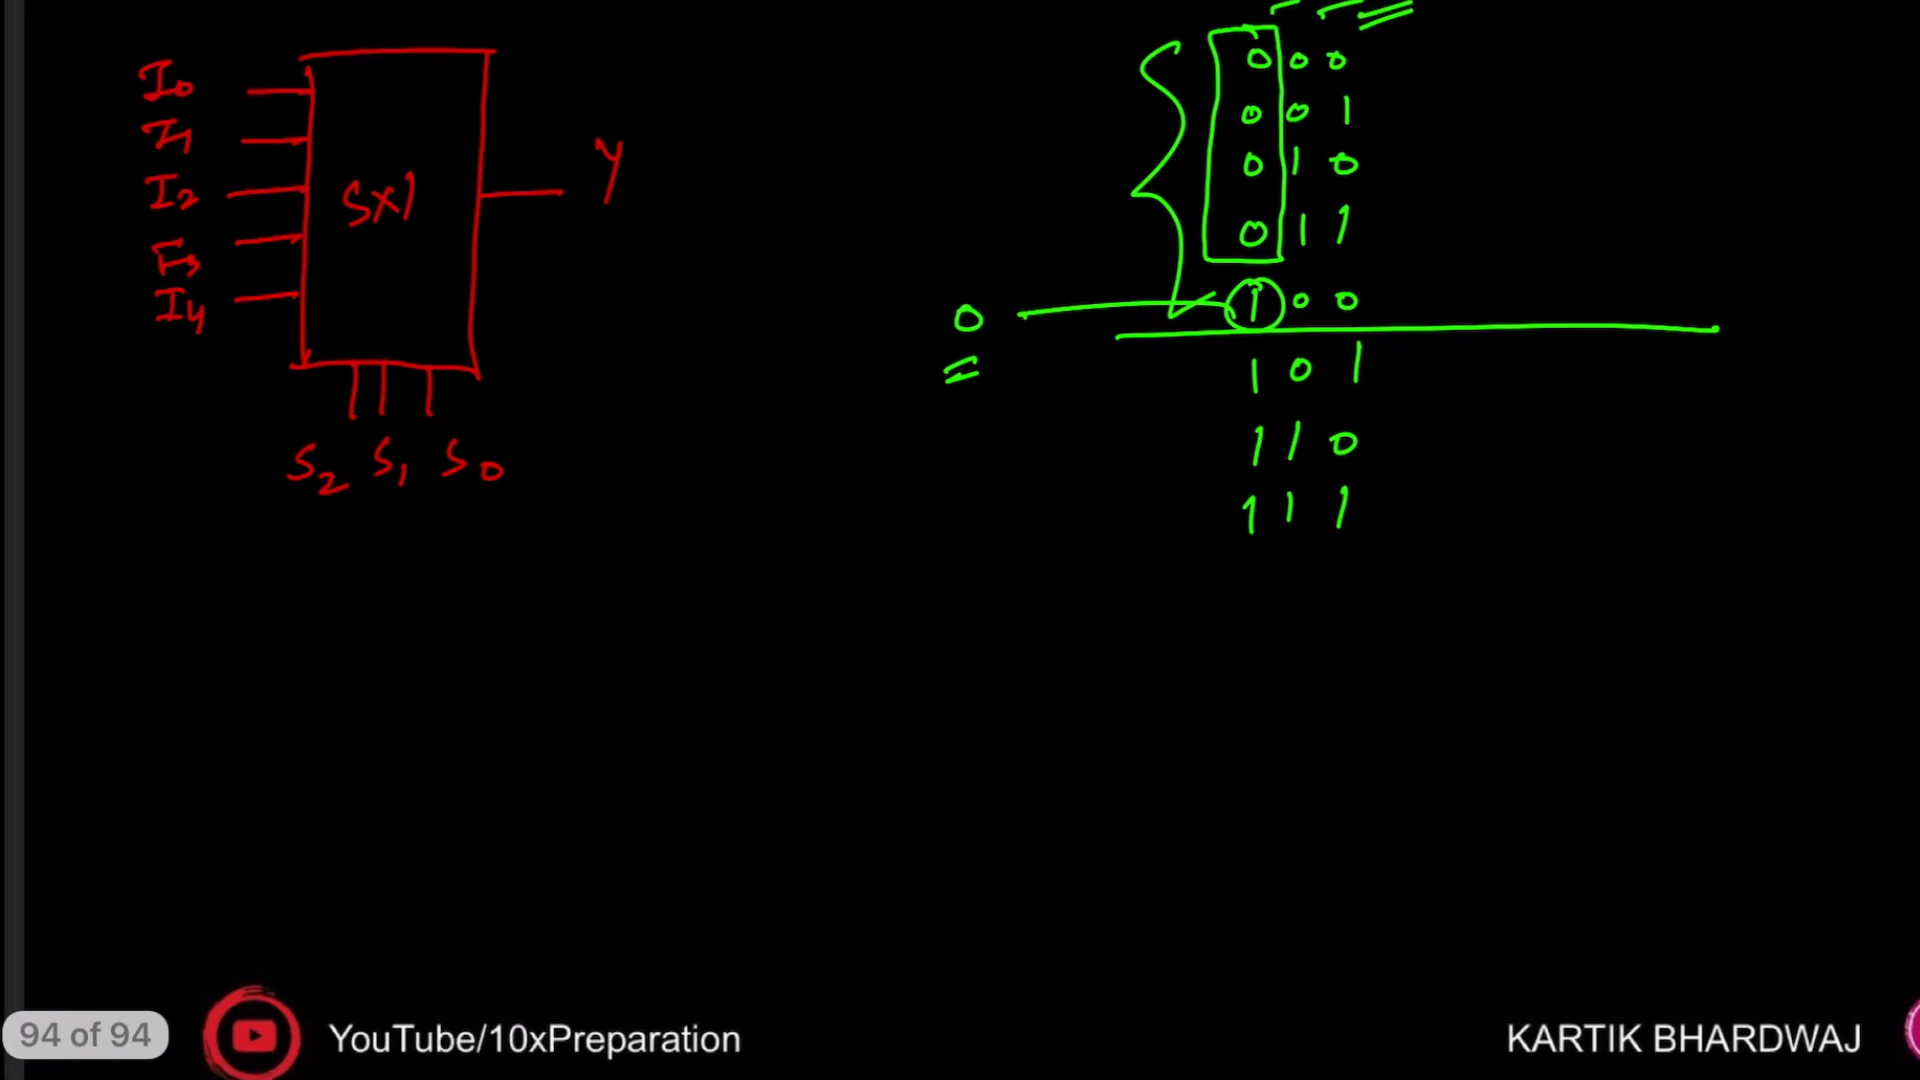 I0
I1
I2
I3
I4
5x1
Y
S2 S1 S0
0 0 0
0 0 1
0 1 0
0 1 1
1 0 0
0
1 0 1
1 1 0
1 1 1
94 of 94
YouTube/10xPreparation
KARTIK BHARDWAJ